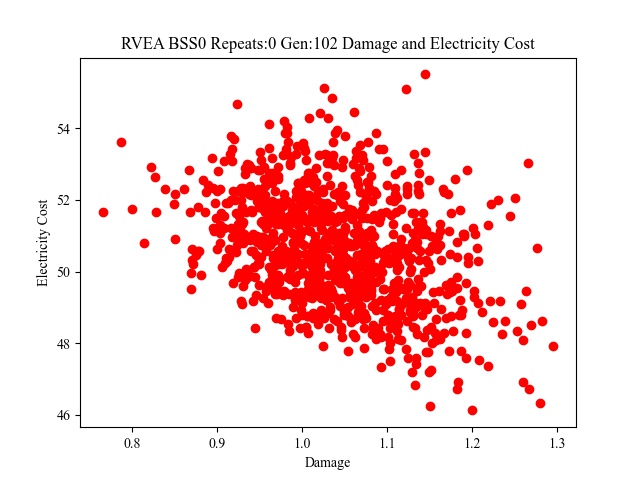 RVEA BSS0 Repeats:0 Gen:102 Damage and Electricity Cost
Electricity Cost
54
52
50
48
46
0.8 0.9 1.0 1.1 1.2 1.3
Damage